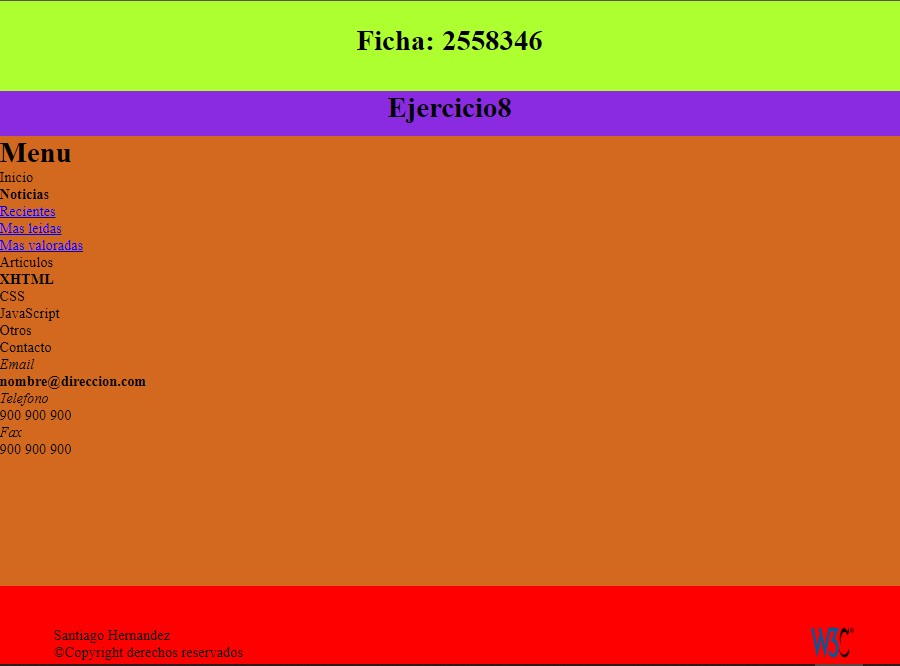 Ficha: 2558346
Ejercicio8
Menu
Inicio
Noticias
Recientes
Mas leidas
Mas valoradas
Articulos
XHTML
CSS
JavaScript
Otros
Contacto
Email
nombre@direccion.com
Telefono
900 900 900
Fax
900 900 900
Santiago Hernandez
©Copyright derechos reservados
W3C®